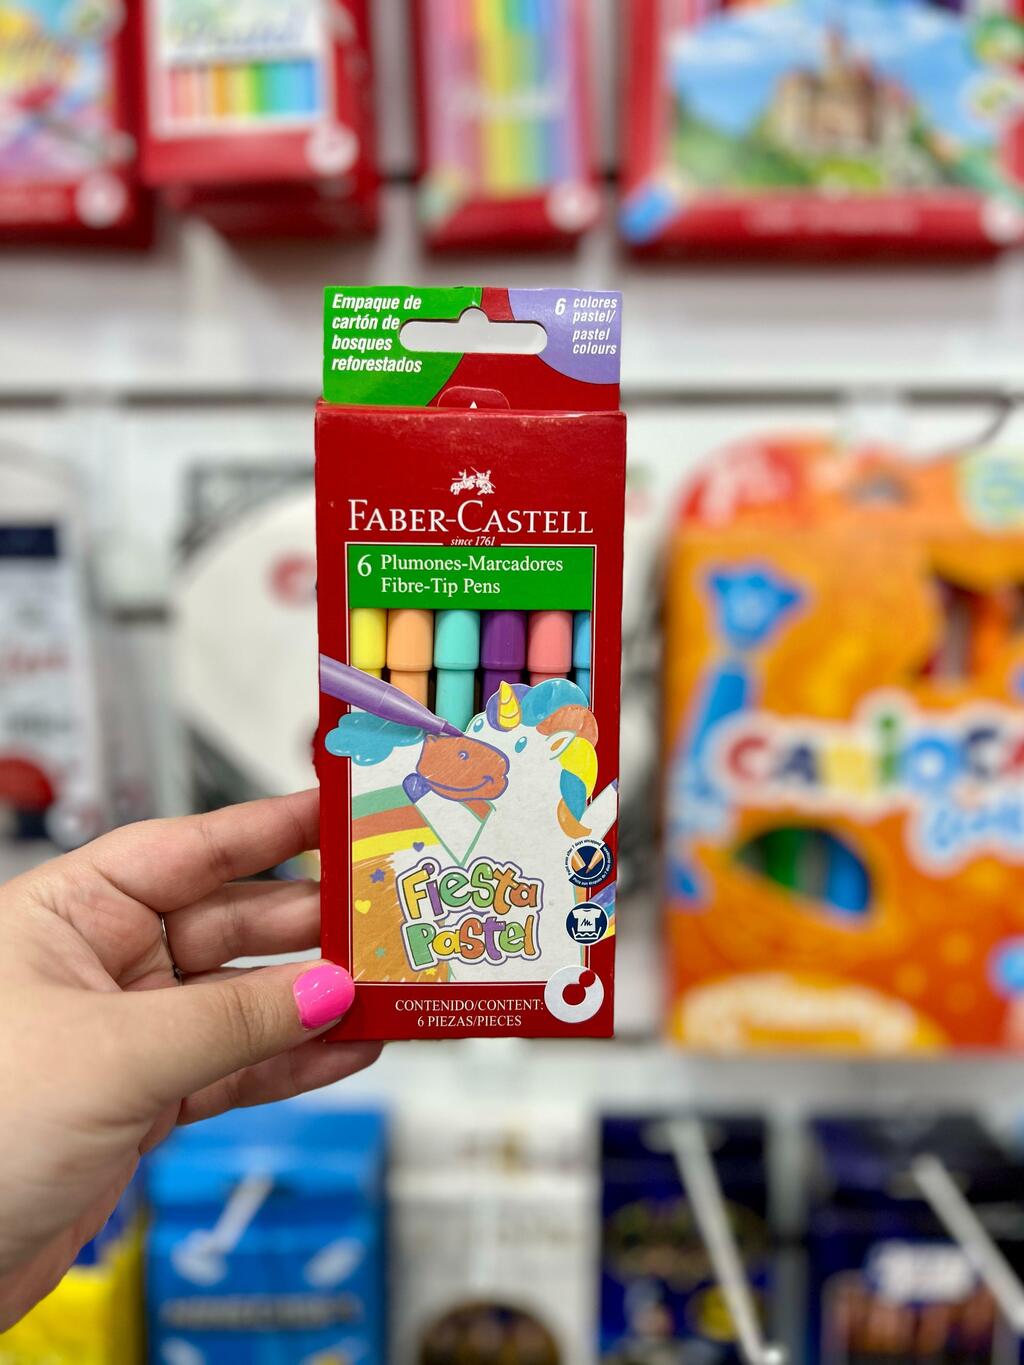 Empaque de
cartón de
bosques
reforestados
6 colores
pastel/
pastel
colours
FABER-CASTELL
since 1761
6 Plumones-Marcadores
Fibre-Tip Pens
Fiesta
Pastel
CONTENIDO/CONTENT:
6 PIEZAS/PIECES
CARIOCA